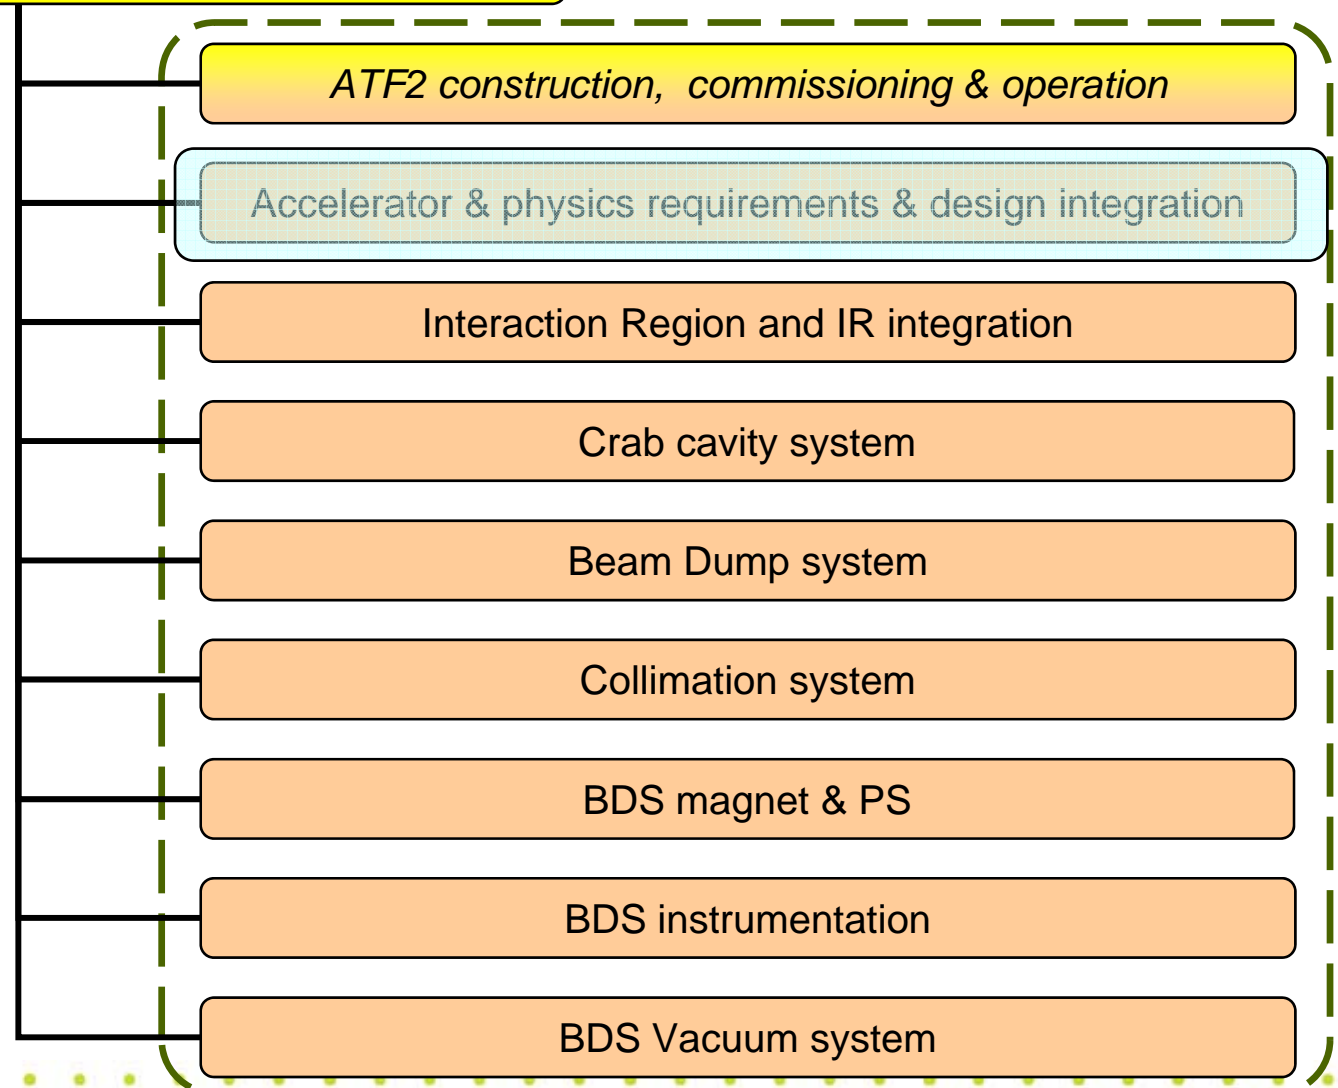 ATF2 construction, commissioning & operation
Accelerator & physics requirements & design integration
Interaction Region and IR integration
Crab cavity system
Beam Dump system
Collimation system
BDS magnet & PS
BDS instrumentation
BDS Vacuum system